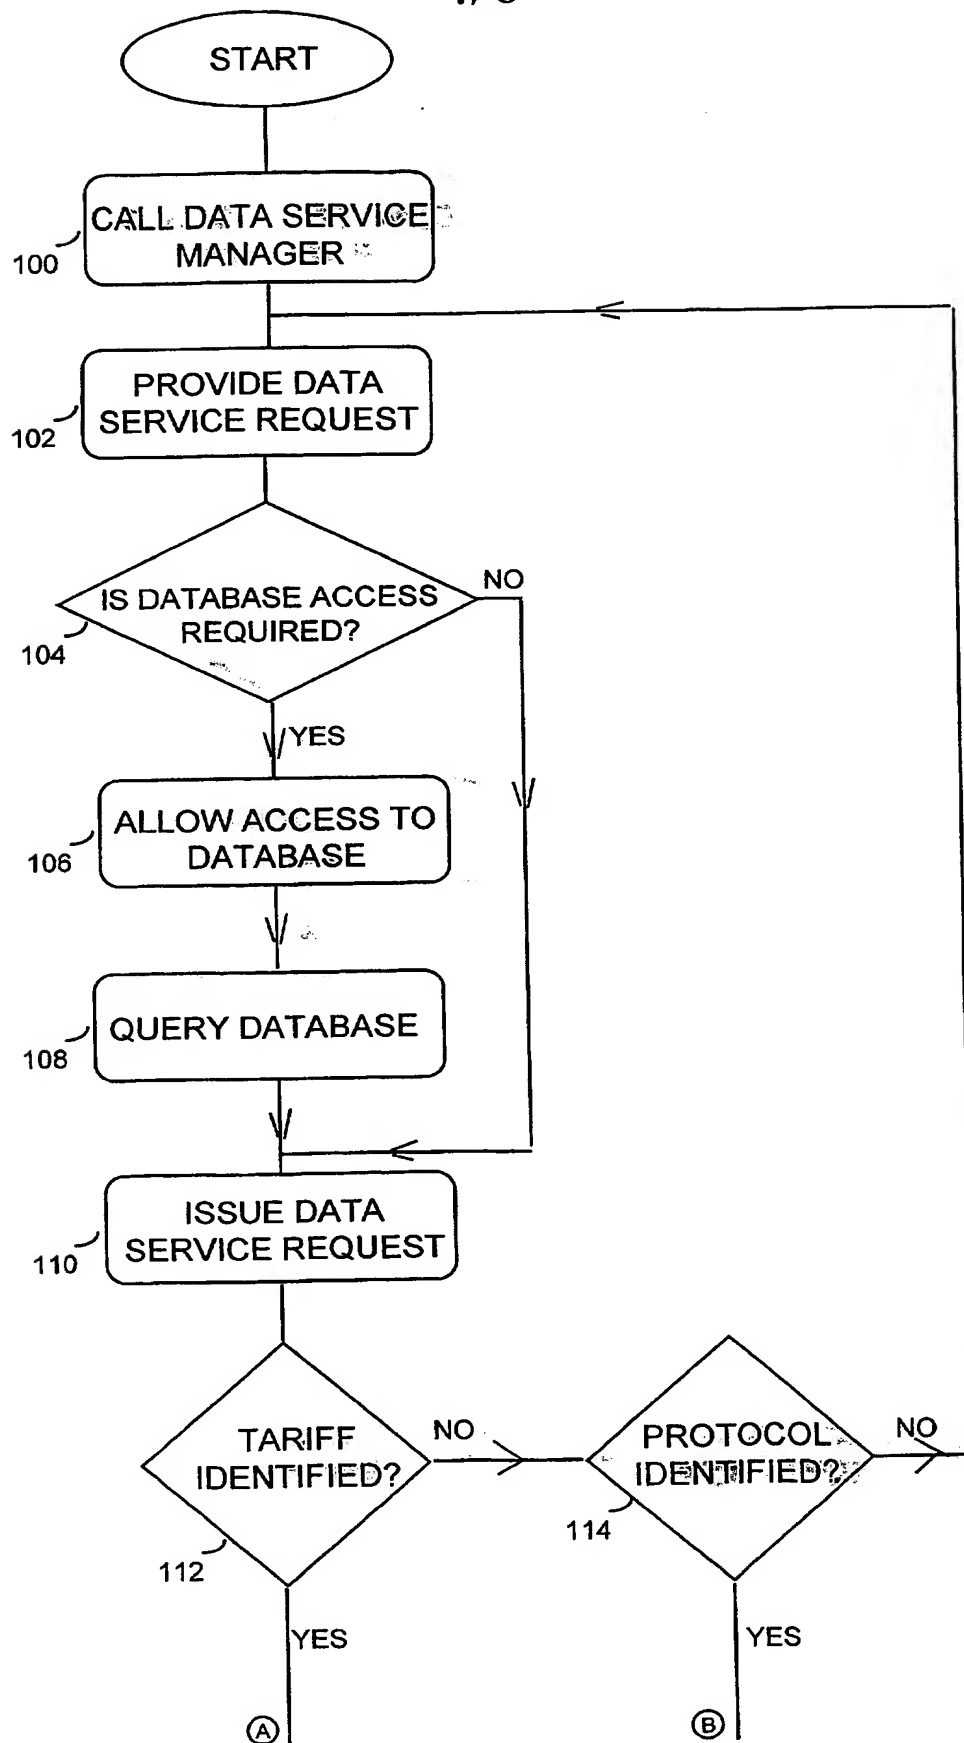 START
CALL DATA SERVICE
MANAGER
100
PROVIDE DATA
SERVICE REQUEST
102
IS DATABASE ACCESS
REQUIRED?
NO
104
YES
ALLOW ACCESS TO
DATABASE
106
QUERY DATABASE
108
ISSUE DATA
SERVICE REQUEST
110
TARIFF
IDENTIFIED?
NO
PROTOCOL
IDENTIFIED?
NO
112
114
YES
YES
A
B